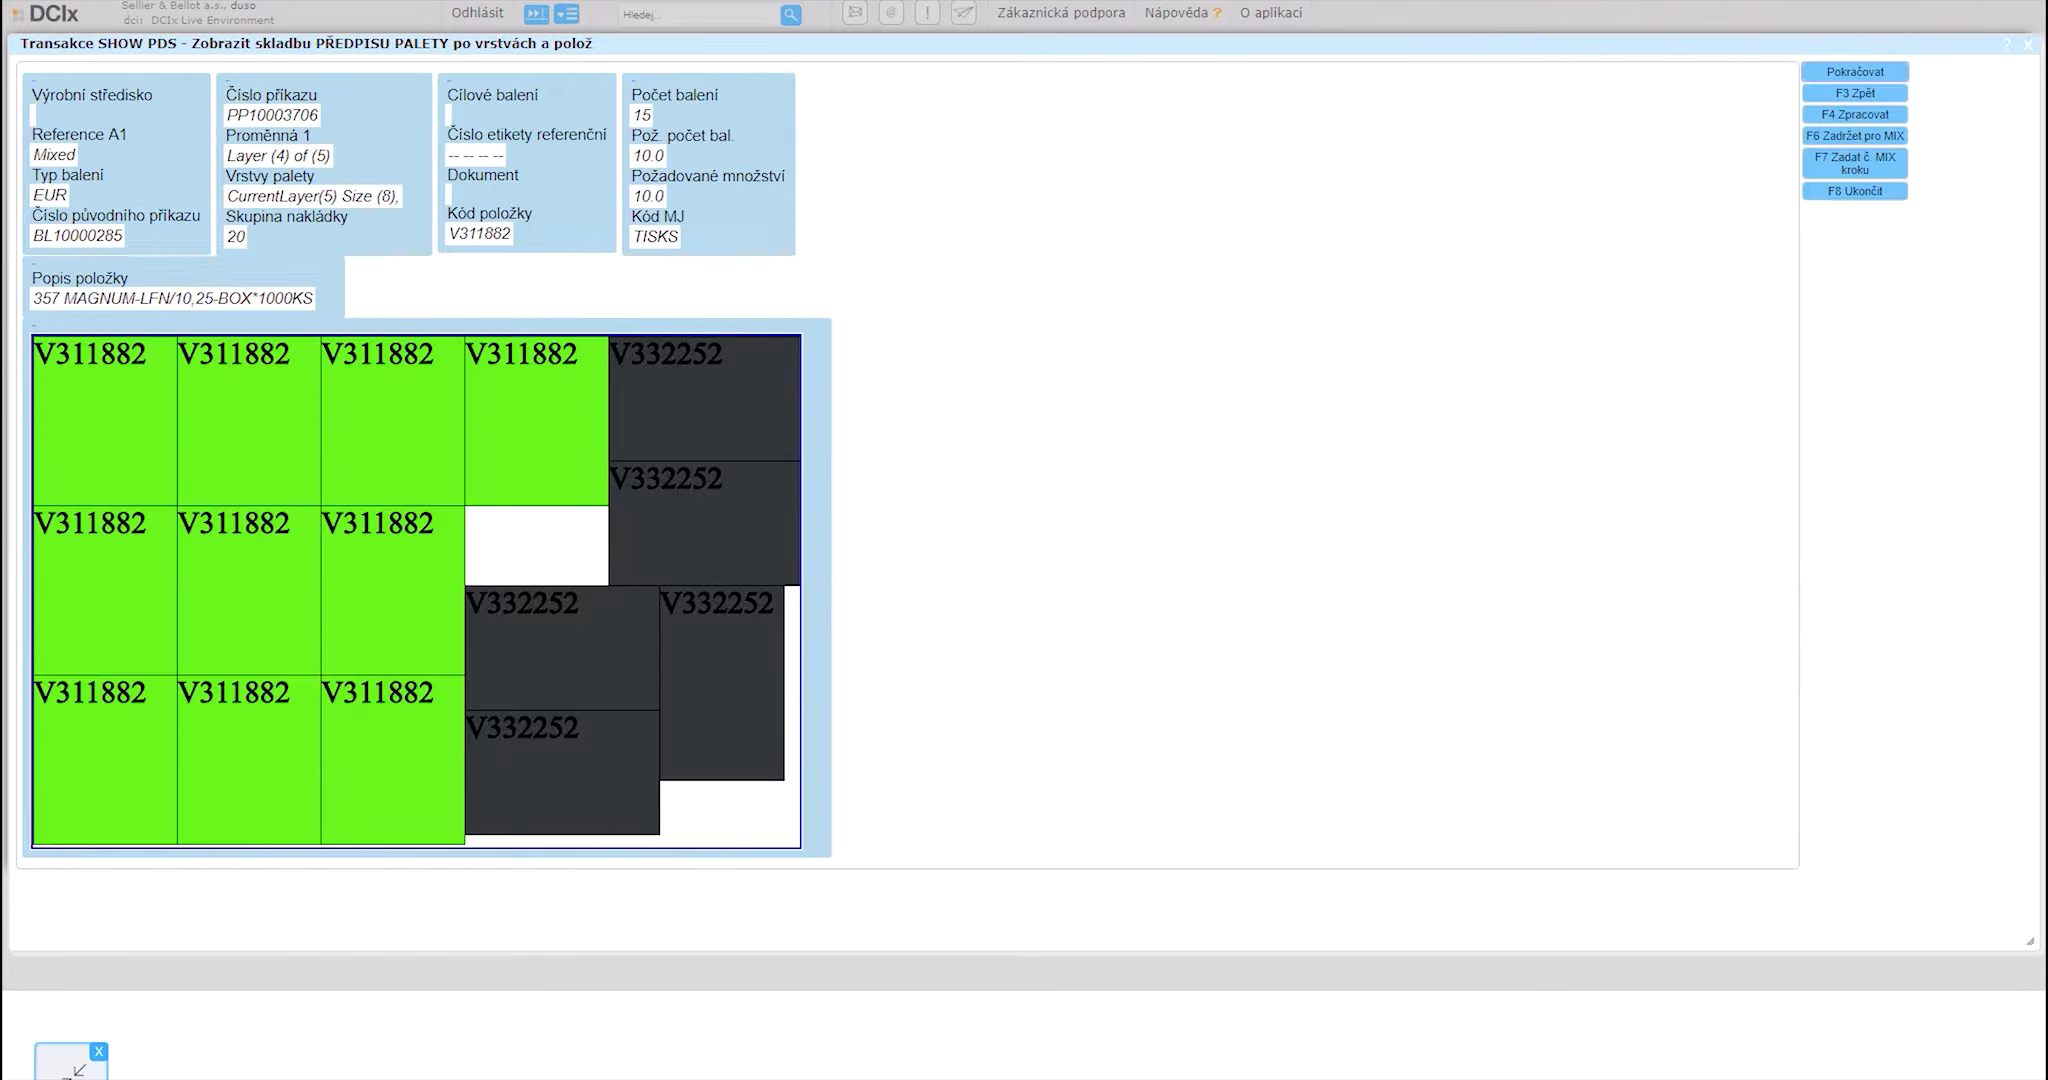 DCIx
Sellier & Bellot a.s., duso
dci: DCIx Live Environment
Odhlásit
Hledej...
Zákaznická podpora
Nápověda ?
O aplikaci
Transakce SHOW PDS - Zobrazit skladbu PŘEDPISU PALETY po vrstvách a polož
? X
Výrobní středisko
Reference A1
Mixed
Typ balení
EUR
Číslo původního příkazu
BL10000285
Číslo příkazu
PP10003706
Proměnná 1
Layer (4) of (5)
Vrstvy palety
CurrentLayer(5) Size (8),
Skupina nakládky
20
Cílové balení
Číslo etikety referenční
-- -- -- --
Dokument
Kód položky
V311882
Počet balení
15
Pož. počet bal.
10.0
Požadované množství
10.0
Kód MJ
TISKS
Popis položky
357 MAGNUM-LFN/10,25-BOX*1000KS
V311882 V311882 V311882 V311882 V332252
V332252
V311882 V311882 V311882
V332252 V332252
V311882 V311882 V311882
V332252
Pokračovat
F3 Zpět
F4 Zpracovat
F6 Zadržet pro MIX
F7 Zadat č. MIX
kroku
F8 Ukončit
X